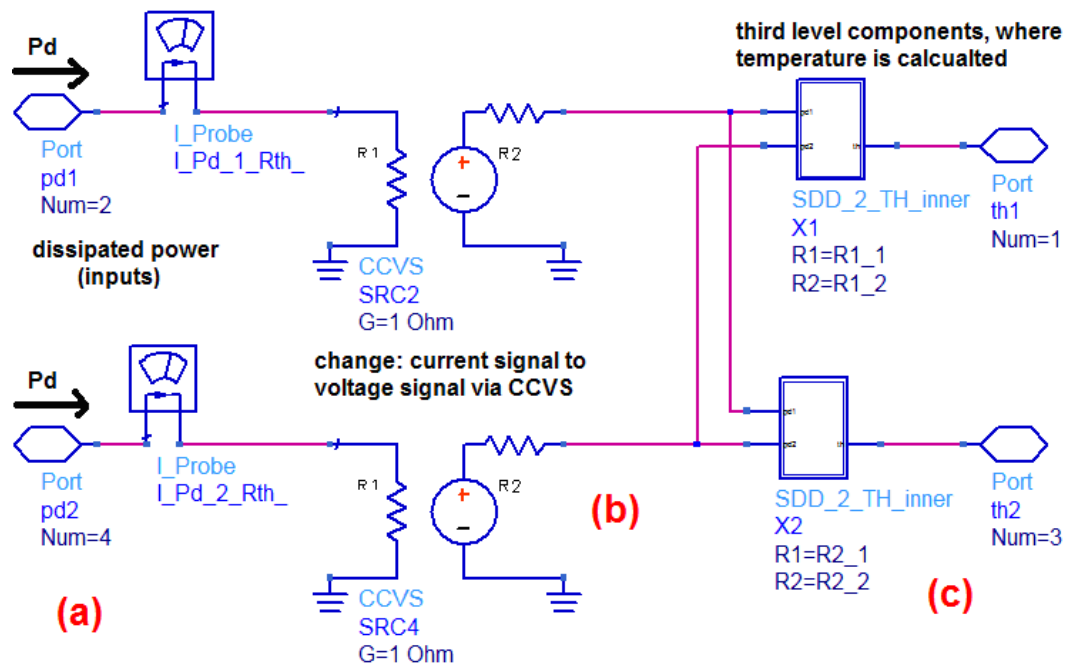 Pd
I_Probe
I_Pd_1_Rth_
Port
pd1
Num=2
dissipated power
(inputs)
R1
R2
CCVS
SRC2
G=1 Ohm
third level components, where
temperature is calcualted
pd1
pd2
th
SDD_2_TH_inner
X1
R1=R1_1
R2=R1_2
Port
th1
Num=1
change: current signal to
voltage signal via CCVS
Pd
I_Probe
I_Pd_2_Rth_
Port
pd2
Num=4
(a)
R1
R2
CCVS
SRC4
G=1 Ohm
(b)
pd1
pd2
th
SDD_2_TH_inner
X2
R1=R2_1
R2=R2_2
Port
th2
Num=3
(c)